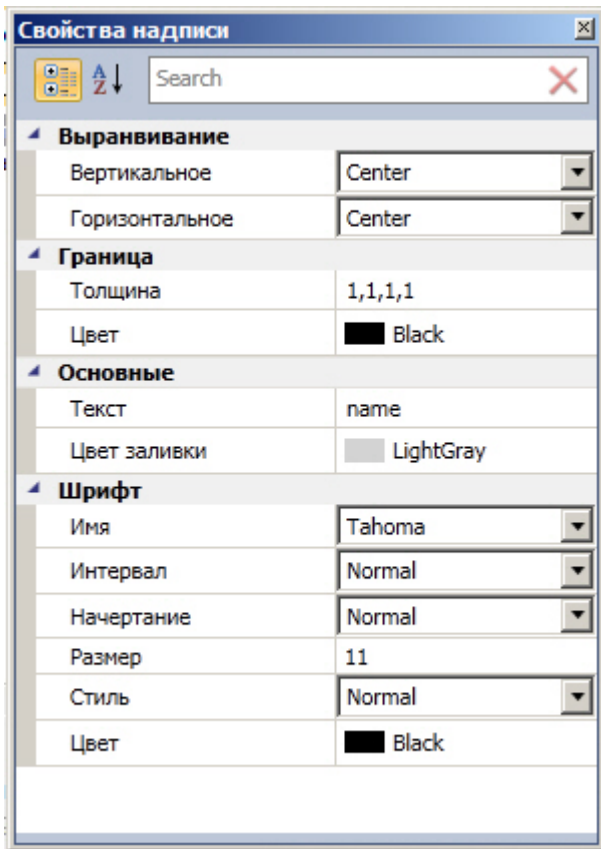 Свойства надписи
Search
Выранвивание
Вертикальное Center
Горизонтальное Center
Граница
Толщина 1,1,1,1
Цвет Black
Основные
Текст name
Цвет заливки LightGray
Шрифт
Имя Tahoma
Интервал Normal
Начертание Normal
Размер 11
Стиль Normal
Цвет Black